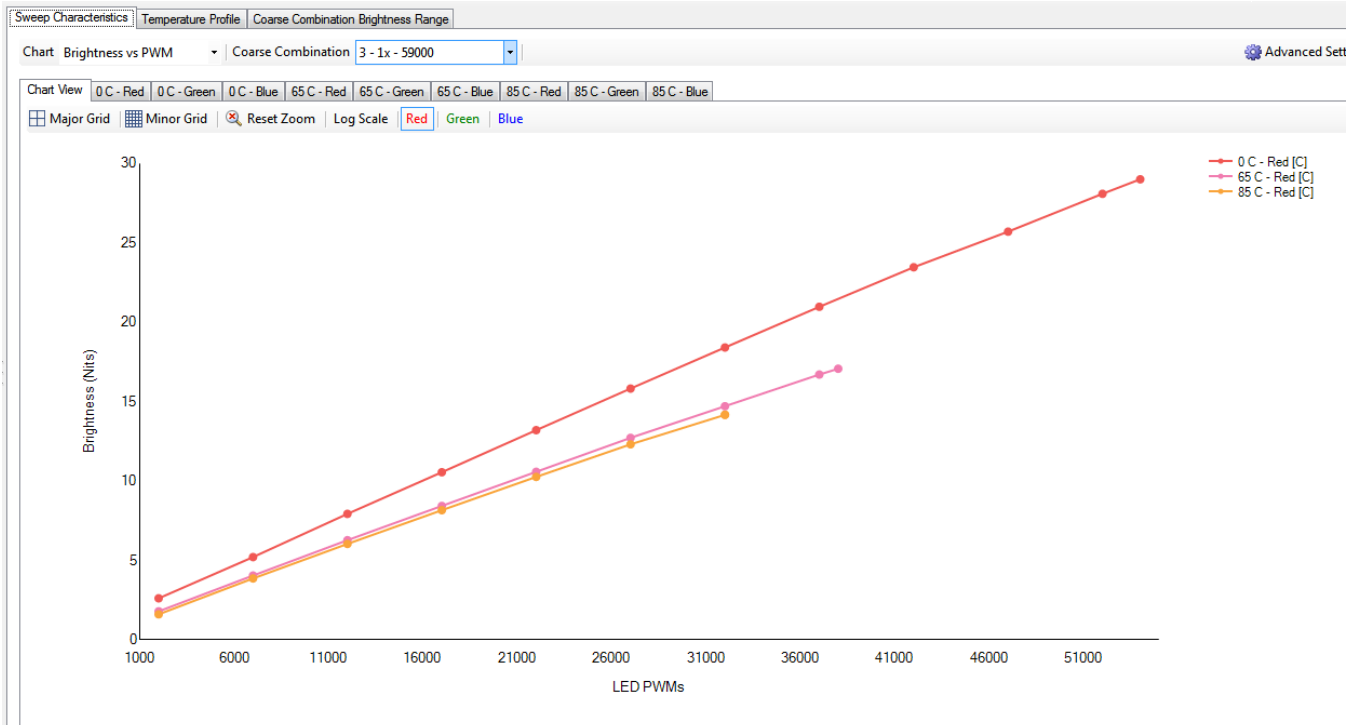 Sweep Characteristics Temperature Profile Coarse Combination Brightness Range
Chart Brightness vs PWM Coarse Combination 3 - 1x - 59000 Advanced Sett
Chart View 0 C - Red 0 C - Green 0 C - Blue 65 C - Red 65 C - Green 65 C - Blue 85 C - Red 85 C - Green 85 C - Blue
Major Grid Minor Grid Reset Zoom Log Scale Red Green Blue
0 C - Red [C]
65 C - Red [C]
85 C - Red [C]
30
25
20
15
10
5
0
Brightness (Nits)
1000 6000 11000 16000 21000 26000 31000 36000 41000 46000 51000
LED PWMs